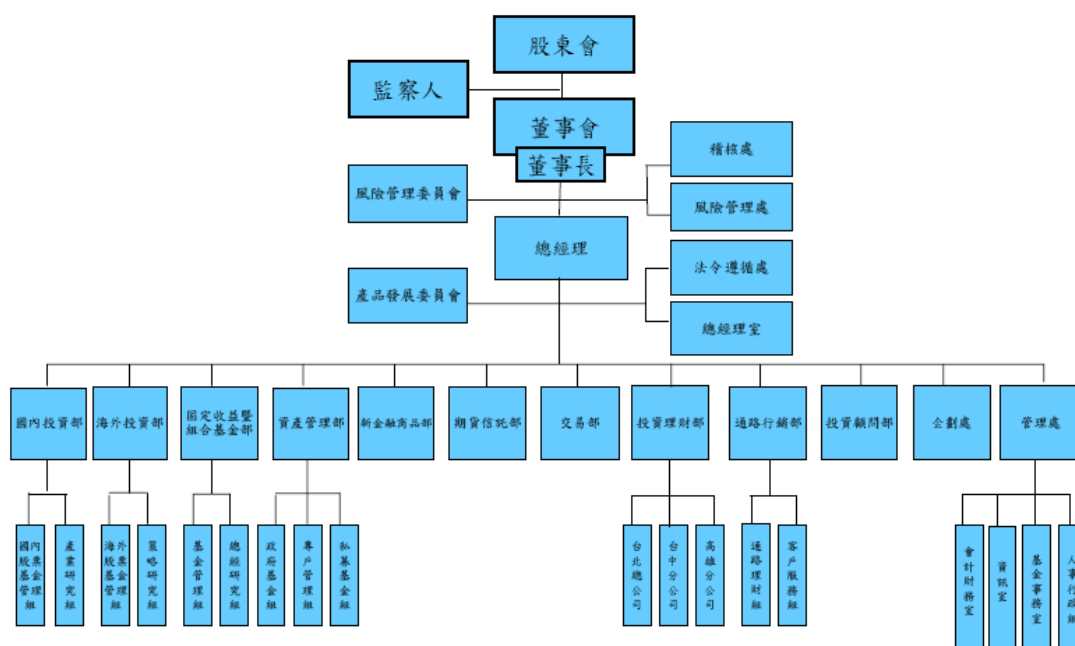 股東會
監察人
董事會
董事長
稽核處
風險管理委員會
風險管理處
總經理
法令遵循處
產品發展委員會
總經理室
國內投資部
海外投資部
固定收益暨
組合基金部
資產管理部
新金融商品部
期貨信託部
交易部
投資理財部
通路行銷部
投資顧問部
企劃處
管理處
國內股票基金管理組
產業研究組
海外股票基金管理組
策略研究組
基金管理組
總經研究組
政府基金組
專戶管理組
私募基金組
台北總公司
台中分公司
高雄分公司
通路理財組
客戶服務組
會計財務室
資訊室
基金事務室
人事行政組